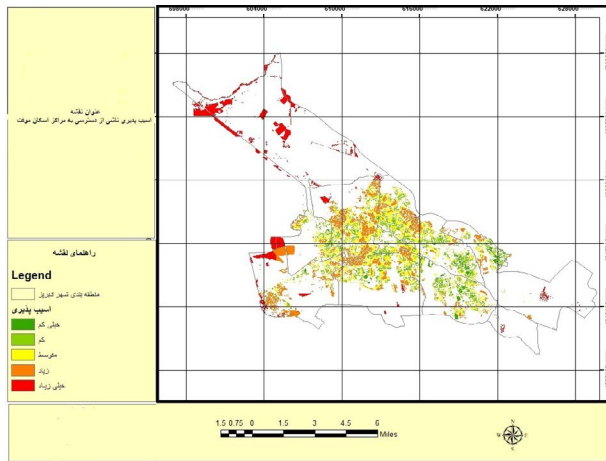 598000 604000 610000 616000 622000 628000
عنوان نقشه
آسیب پذیری ناشی از دسترسی به مراکز اسکان موقت
راهنمای نقشه
Legend
منطقه بندی شهر تبریز
آسیب پذیری
خیلی کم
کم
متوسط
زیاد
خیلی زیاد
1.5 0.75 0 1.5 3 4.5 6
Miles
N
W E
S